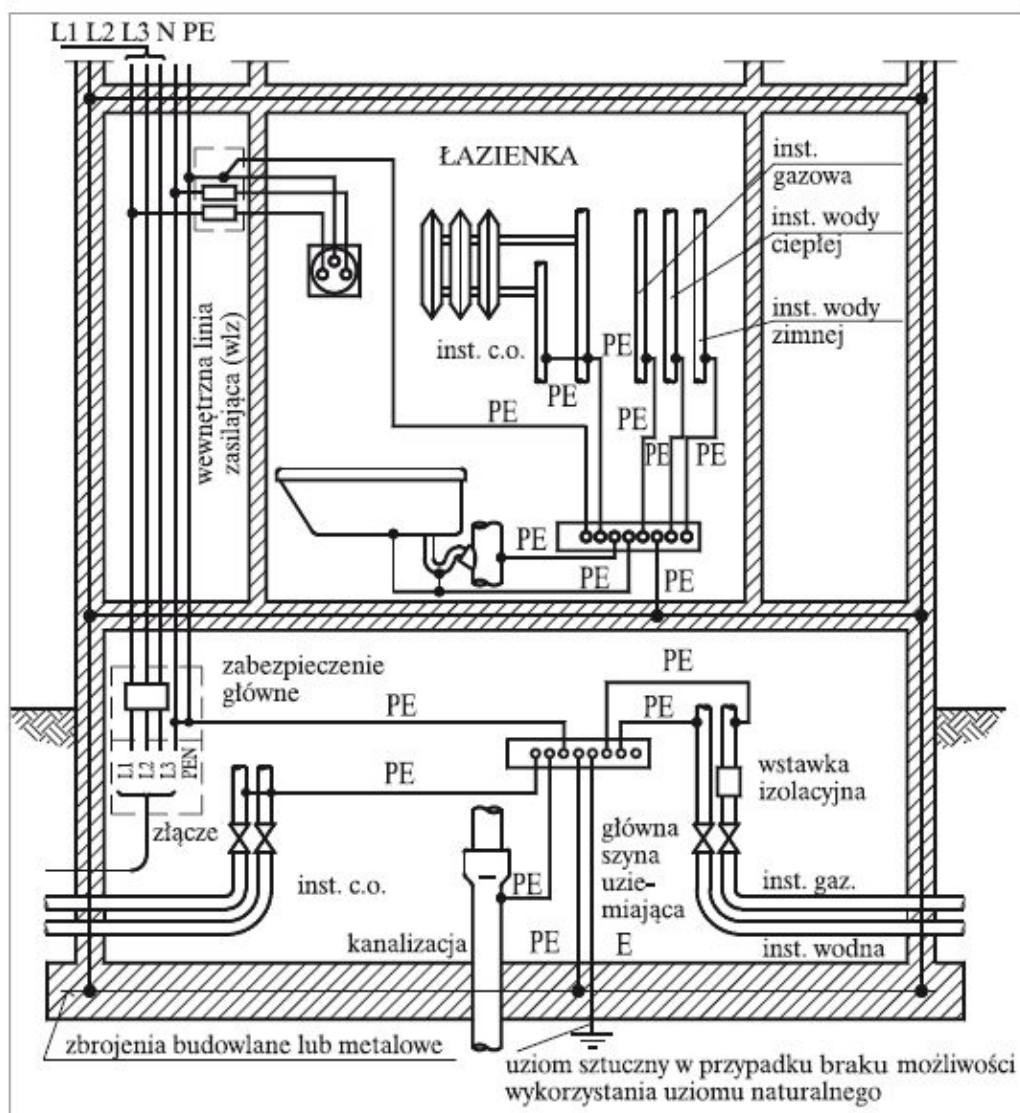 L1 L2 L3 N PE
ŁAZIENKA
inst.
gazowa
inst. wody
ciepłej
inst. wody
zimnej
wewnętrzna linia
zasilająca (wlz)
inst. c.o.
PE
PE
PE
PE
PE
PE
PE
PE
PE
zabezpieczenie
główne
PE
PE
PE
L1
L2
L3
PEN
PE
złącze
wstawka
izolacyjna
główna
szyna
uzie-
miająca
inst. c.o.
PE
inst. gaz.
kanalizacja
PE
E
inst. wodna
zbrojenia budowlane lub metalowe
uziom sztuczny w przypadku braku możliwości
wykorzystania uziomu naturalnego